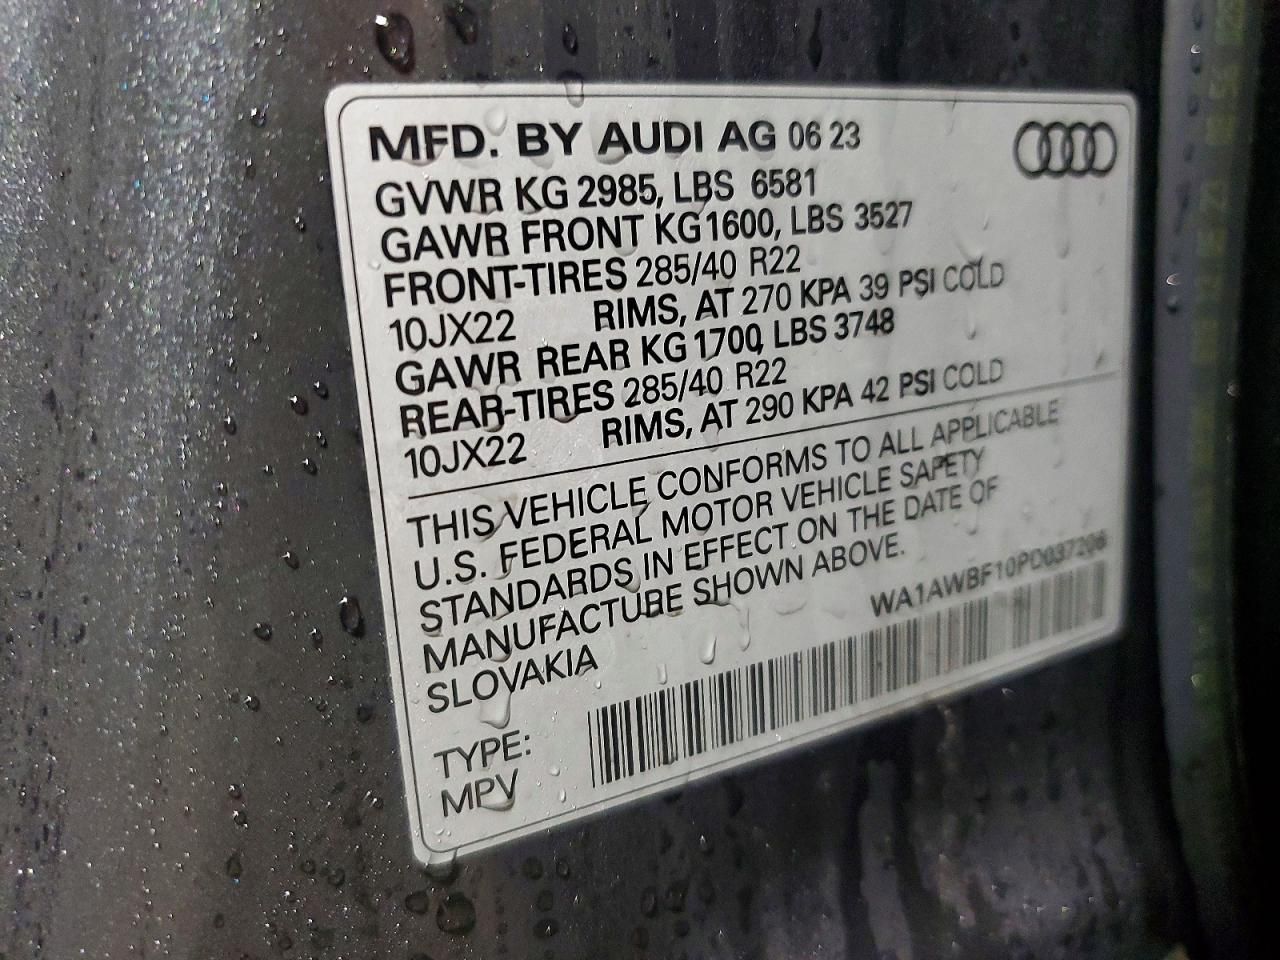 MFD. BY AUDI AG 06 23
GVWR KG 2985, LBS 6581
GAWR FRONT KG1600, LBS 3527
FRONT-TIRES 285/40 R22
10JX22 RIMS, AT 270 KPA 39 PSI COLD
GAWR REAR KG 1700, LBS 3748
REAR-TIRES 285/40 R22
10JX22 RIMS, AT 290 KPA 42 PSI COLD
THIS VEHICLE CONFORMS TO ALL APPLICABLE
U.S. FEDERAL MOTOR VEHICLE SAFETY
STANDARDS IN EFFECT ON THE DATE OF
MANUFACTURE SHOWN ABOVE.
SLOVAKIA
WA1AWBF10PD037206
TYPE:
MPV